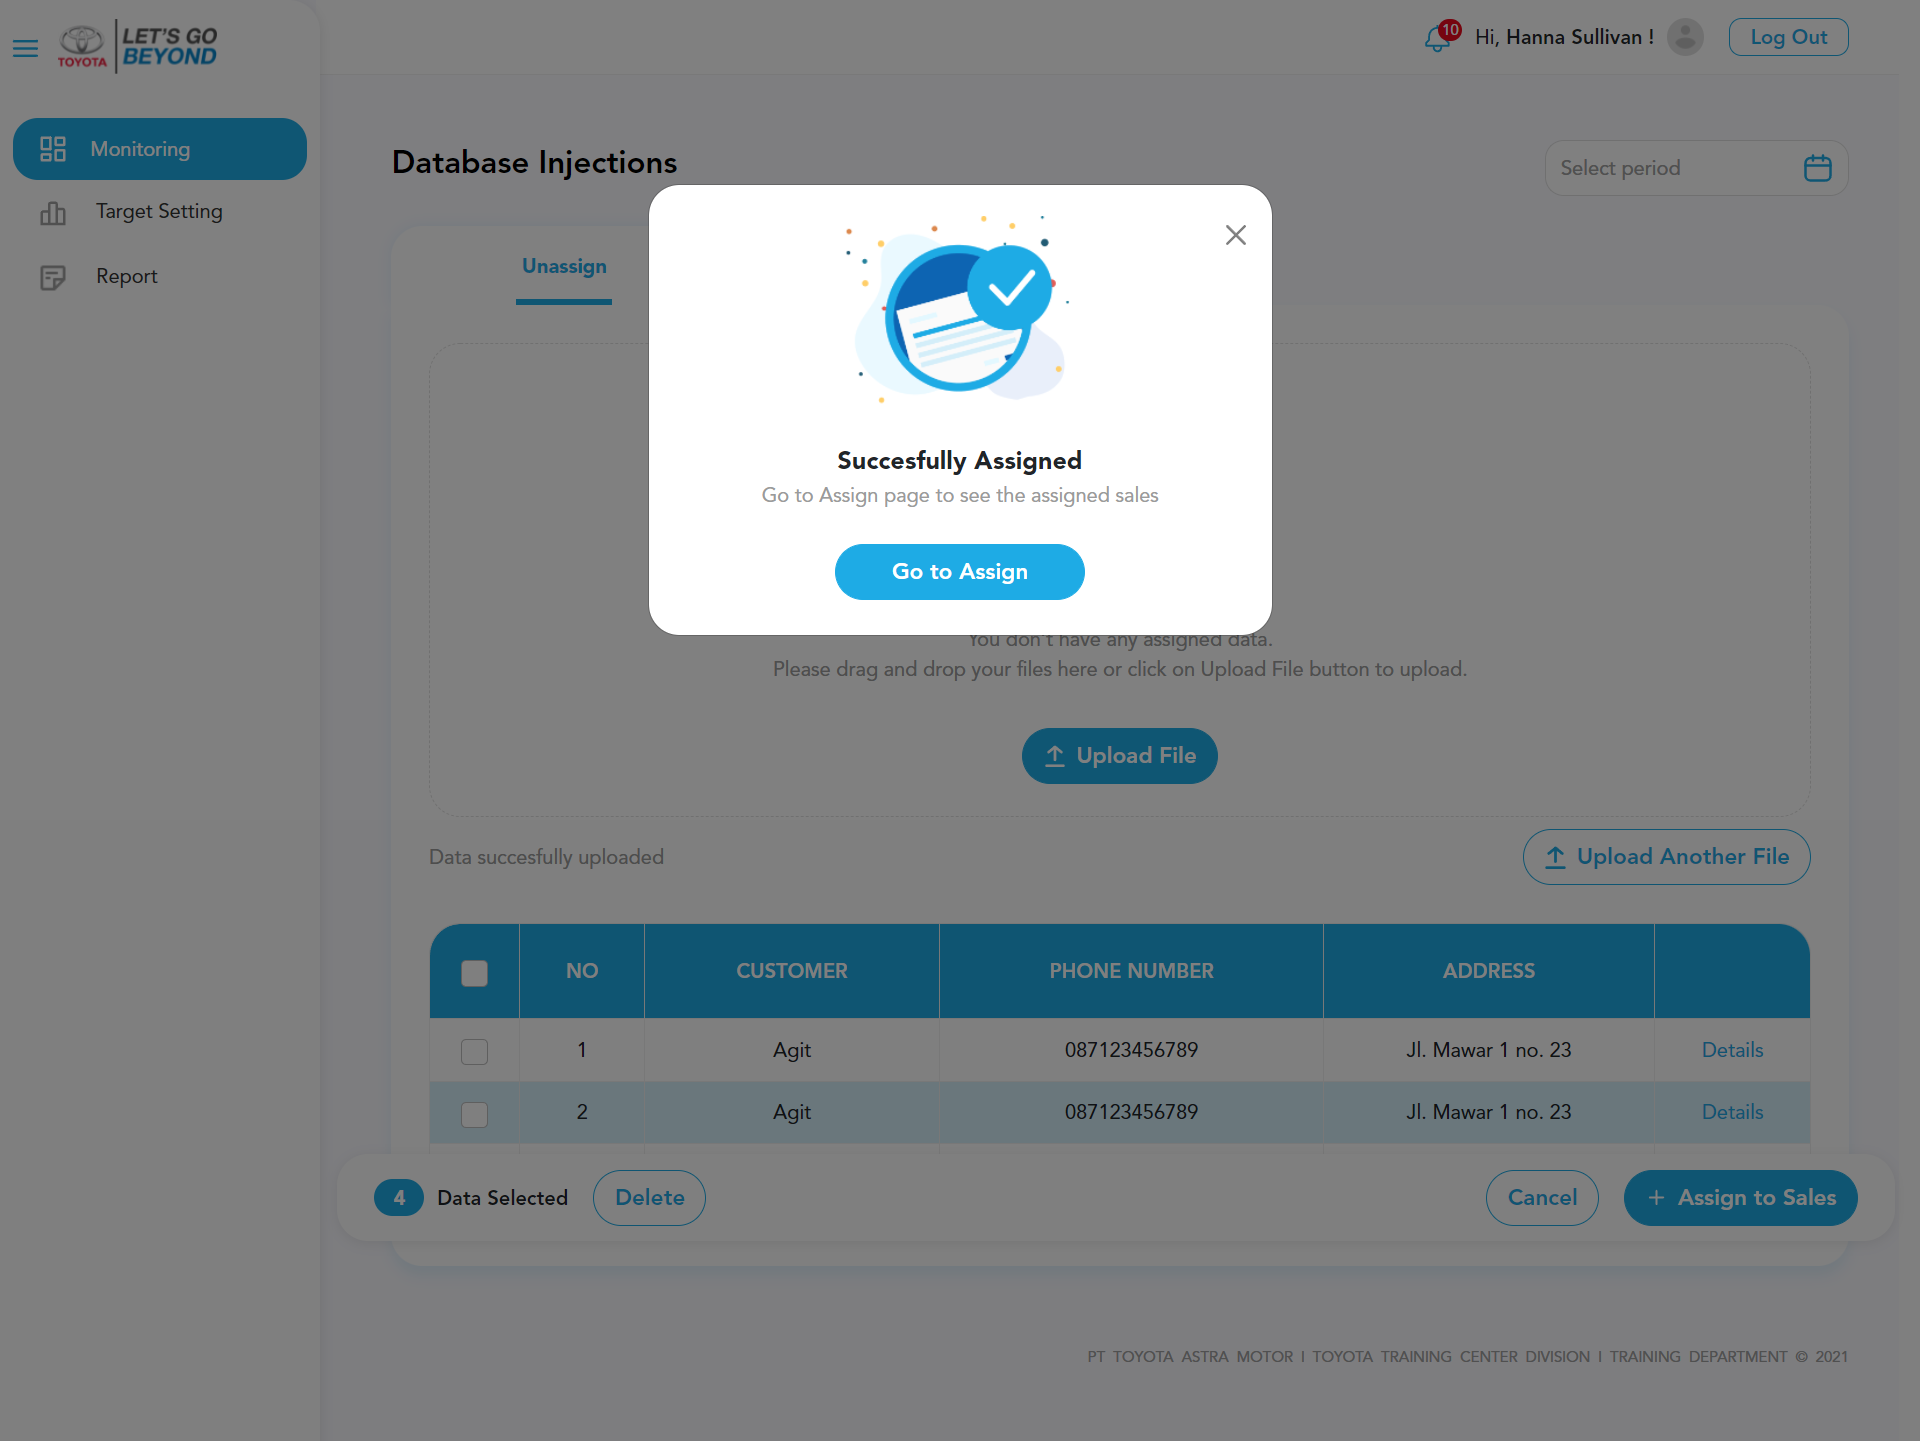 TOYOTA
LET'S GO
BEYOND
10
Hi, Hanna Sullivan !
Log Out
Monitoring
Target Setting
Report
Database Injections
Select period
Unassign
Succesfully Assigned
Go to Assign page to see the assigned sales
Go to Assign
You don't have any assigned data.
Please drag and drop your files here or click on Upload File button to upload.
Upload File
Data succesfully uploaded
Upload Another File
NO CUSTOMER PHONE NUMBER ADDRESS
1 Agit 087123456789 Jl. Mawar 1 no. 23 Details
2 Agit 087123456789 Jl. Mawar 1 no. 23 Details
4 Data Selected Delete Cancel + Assign to Sales
PT TOYOTA ASTRA MOTOR I TOYOTA TRAINING CENTER DIVISION I TRAINING DEPARTMENT © 2021